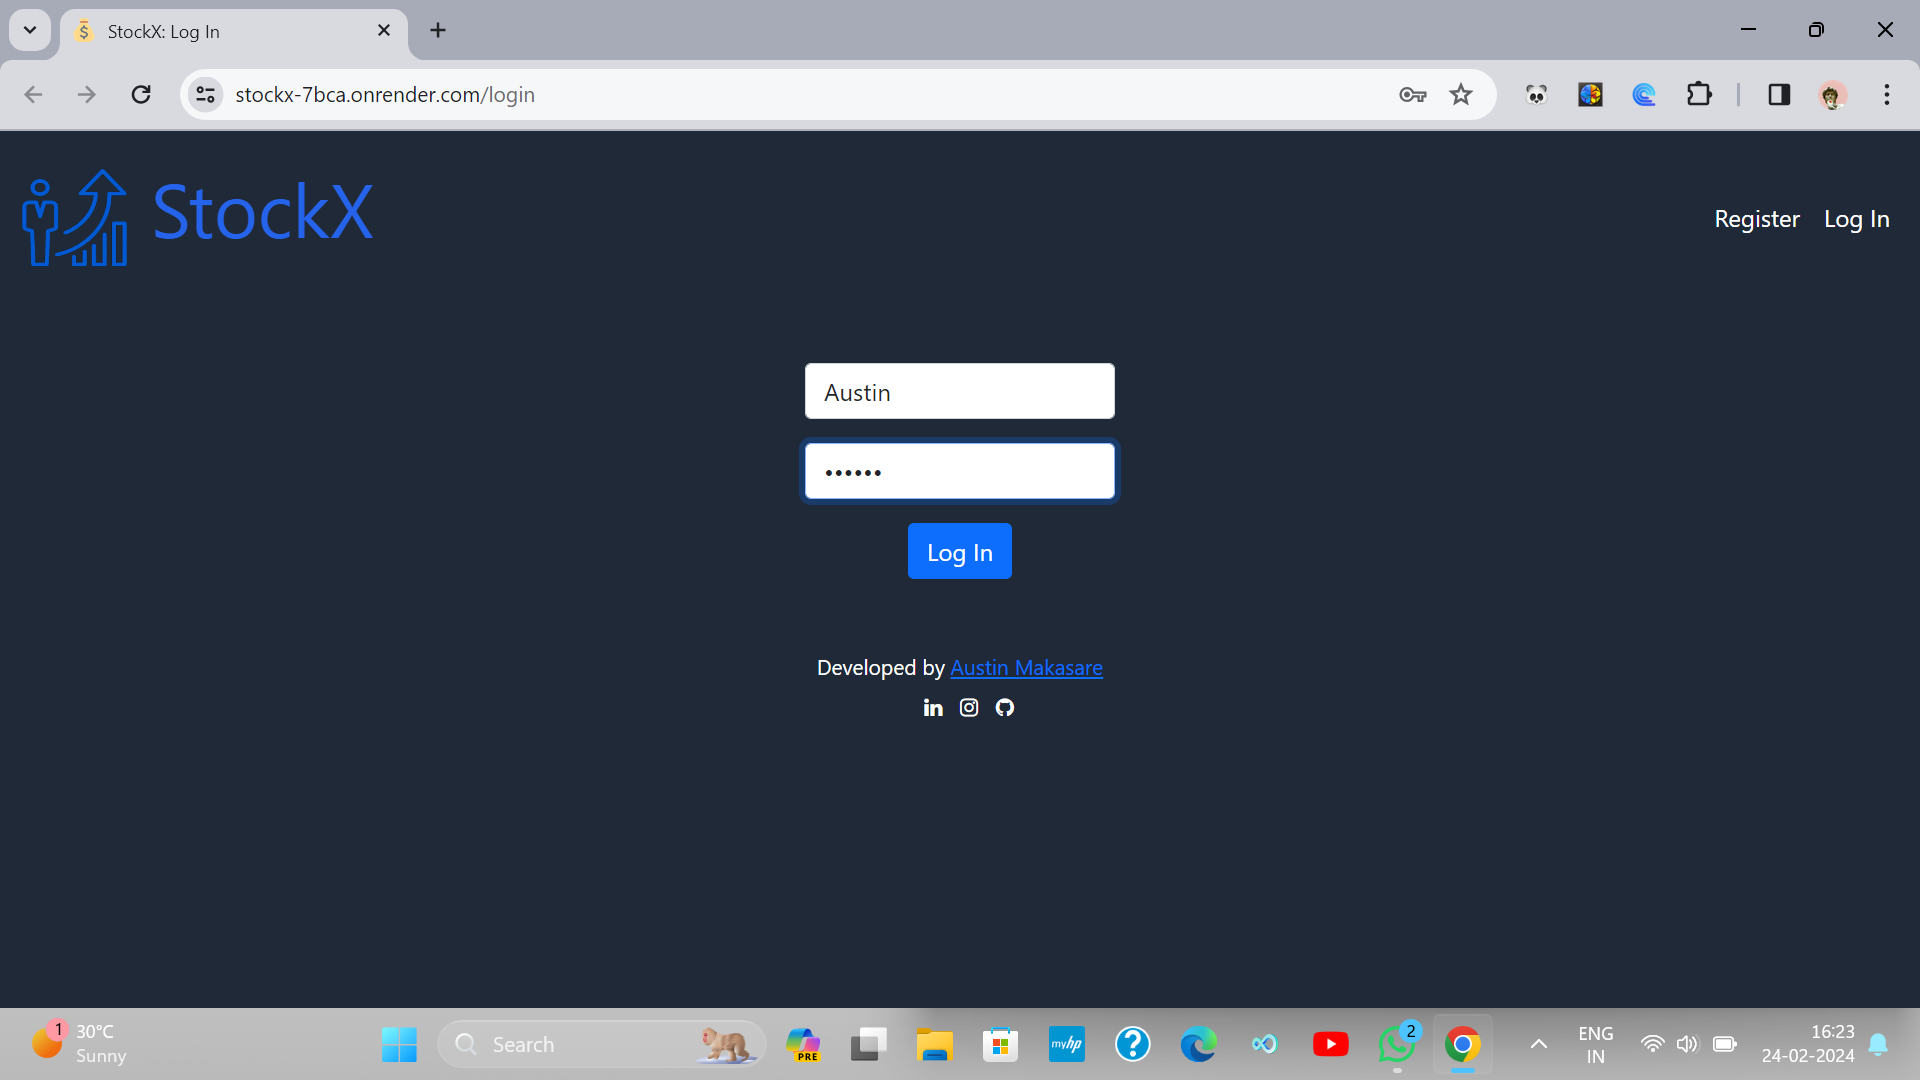 StockX: Log In
stockx-7bca.onrender.com/login
StockX
Register Log In
Austin
••••••
Log In
Developed by Austin Makasare
1
30°C
Sunny
Search
PRE
myhp
2
ENG
IN
16:23
24-02-2024